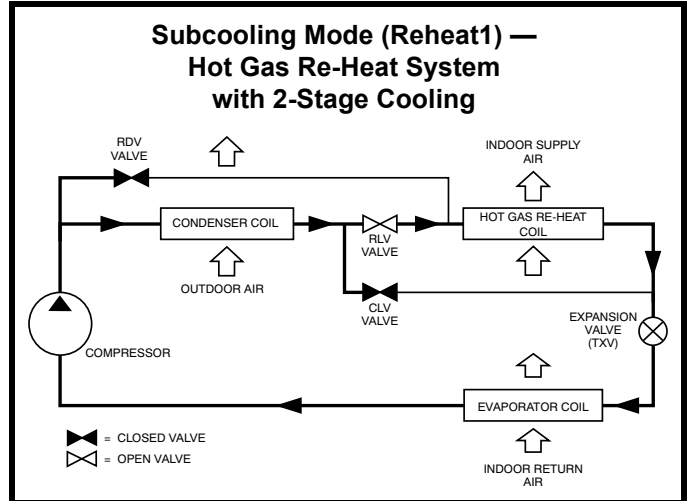 Subcooling Mode (Reheat1) —
Hot Gas Re-Heat System
with 2-Stage Cooling
RDV
VALVE
INDOOR SUPPLY
AIR
CONDENSER COIL
HOT GAS RE-HEAT
COIL
RLV
VALVE
OUTDOOR AIR
CLV
VALVE
EXPANSION
VALVE
(TXV)
COMPRESSOR
EVAPORATOR COIL
= CLOSED VALVE
= OPEN VALVE
INDOOR RETURN
AIR